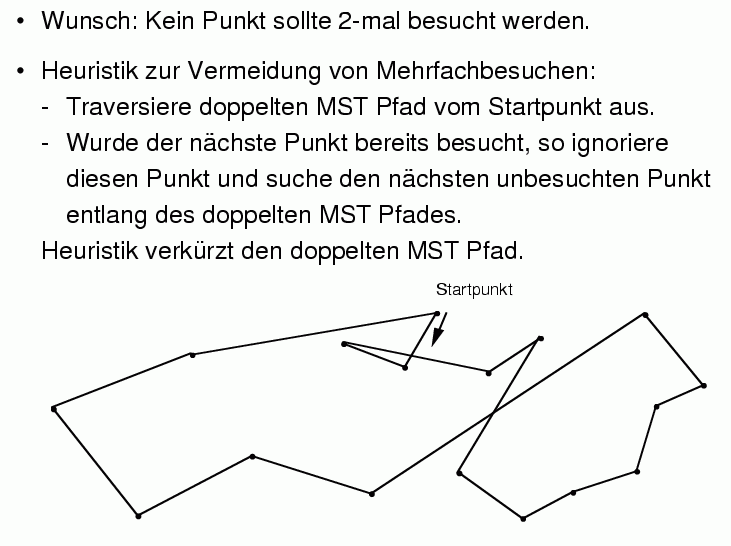 • Wunsch: Kein Punkt sollte 2-mal besucht werden.
• Heuristik zur Vermeidung von Mehrfachbesuchen:
- Traversiere doppelten MST Pfad vom Startpunkt aus.
- Wurde der nächste Punkt bereits besucht, so ignoriere
diesen Punkt und suche den nächsten unbesuchten Punkt
entlang des doppelten MST Pfades.
Heuristik verkürzt den doppelten MST Pfad.
Startpunkt